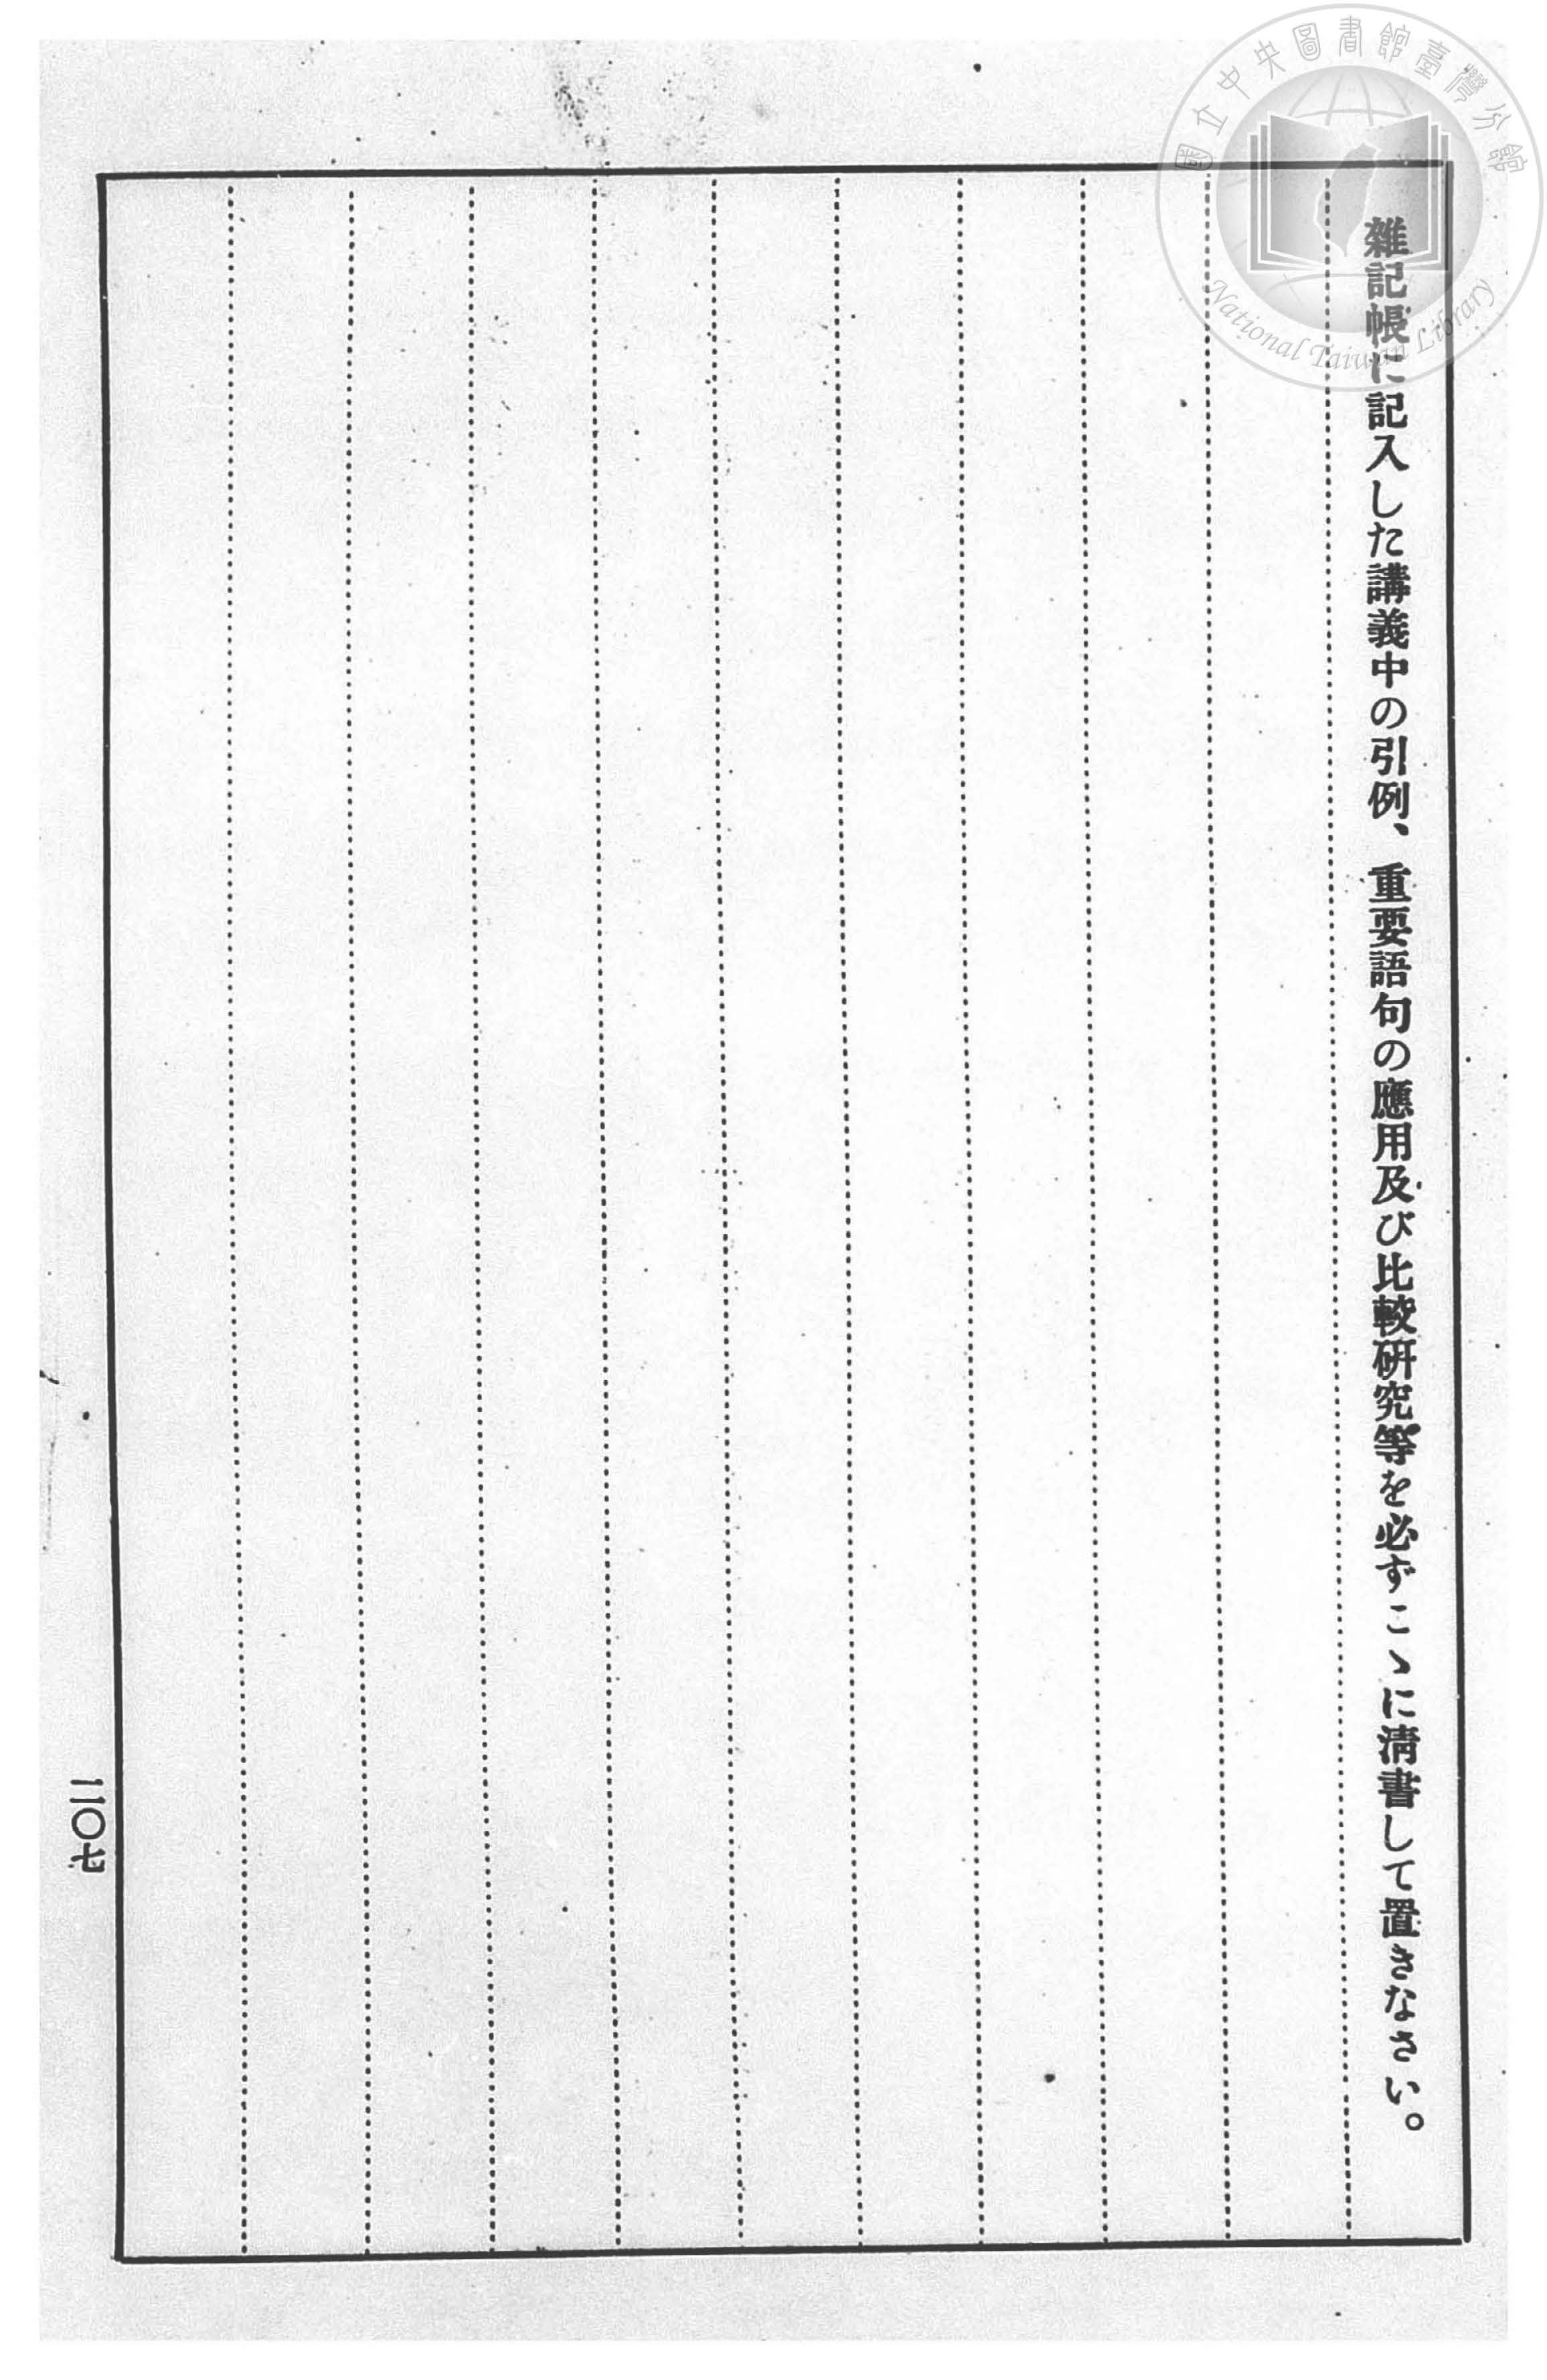 國立中央圖書館臺灣分館
National Taiwan Library
雜記帳に記入した講義中の引例、重要語句の應用及び比較硏究等を必ずこゝに淸書して置きなさい。
二〇七